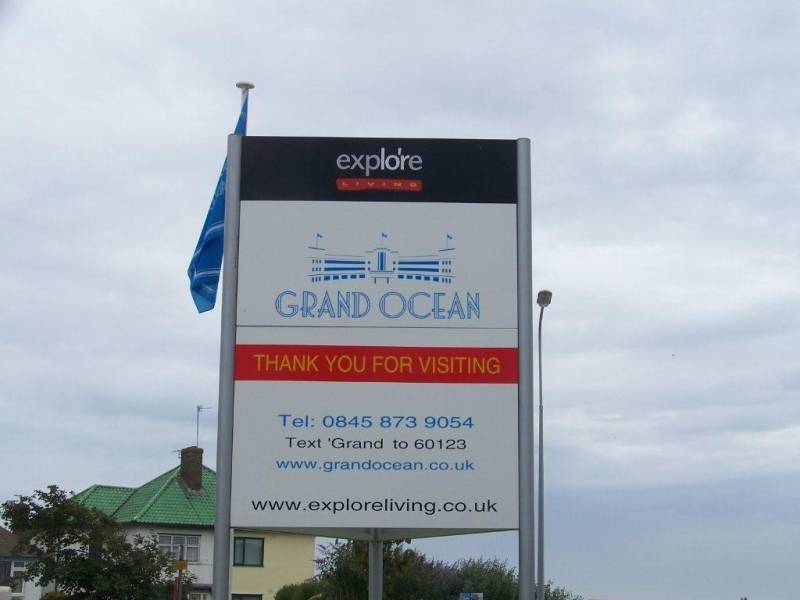 explore
LIVING
GRAND OCEAN
THANK YOU FOR VISITING
Tel: 0845 873 9054
Text 'Grand to 60123
www.grandocean.co.uk
www.exploreliving.co.uk